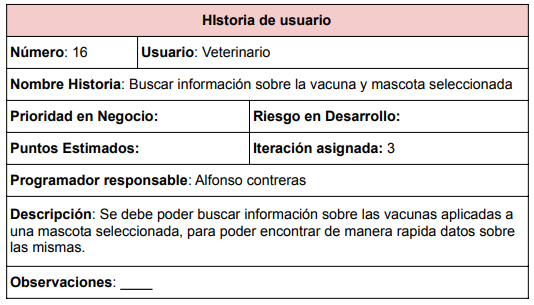 HIstoria de usuario
Número: 16 Usuario: Veterinario
Nombre Historia: Buscar información sobre la vacuna y mascota seleccionada
Prioridad en Negocio: Riesgo en Desarrollo:
Puntos Estimados: Iteración asignada: 3
Programador responsable: Alfonso contreras
Descripción: Se debe poder buscar información sobre las vacunas aplicadas a
una mascota seleccionada, para poder encontrar de manera rapida datos sobre
las mismas.
Observaciones: ____